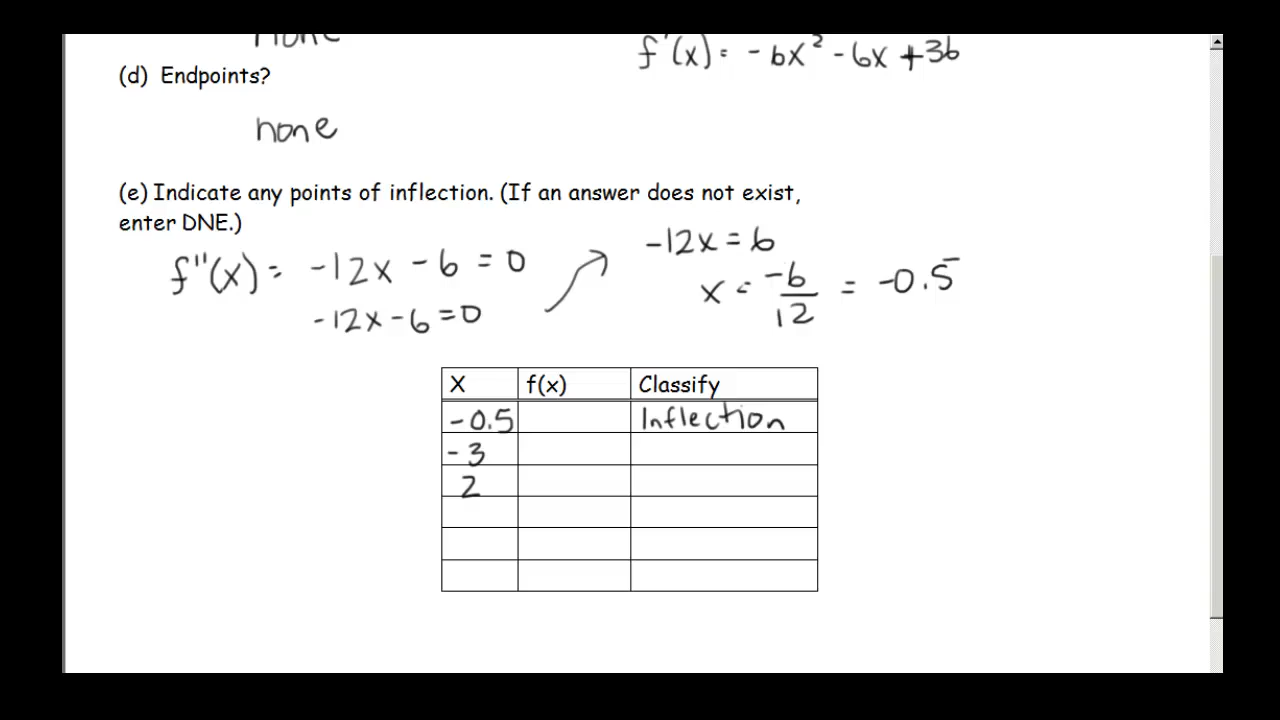 none
f'(x) = -6x² - 6x + 36
(d) Endpoints?
none
(e) Indicate any points of inflection. (If an answer does not exist,
enter DNE.)
f''(x) = -12x - 6 = 0
-12x - 6 = 0
-12x = 6
x = -6/12 = -0.5
X f(x) Classify
-0.5 Inflection
-3
2